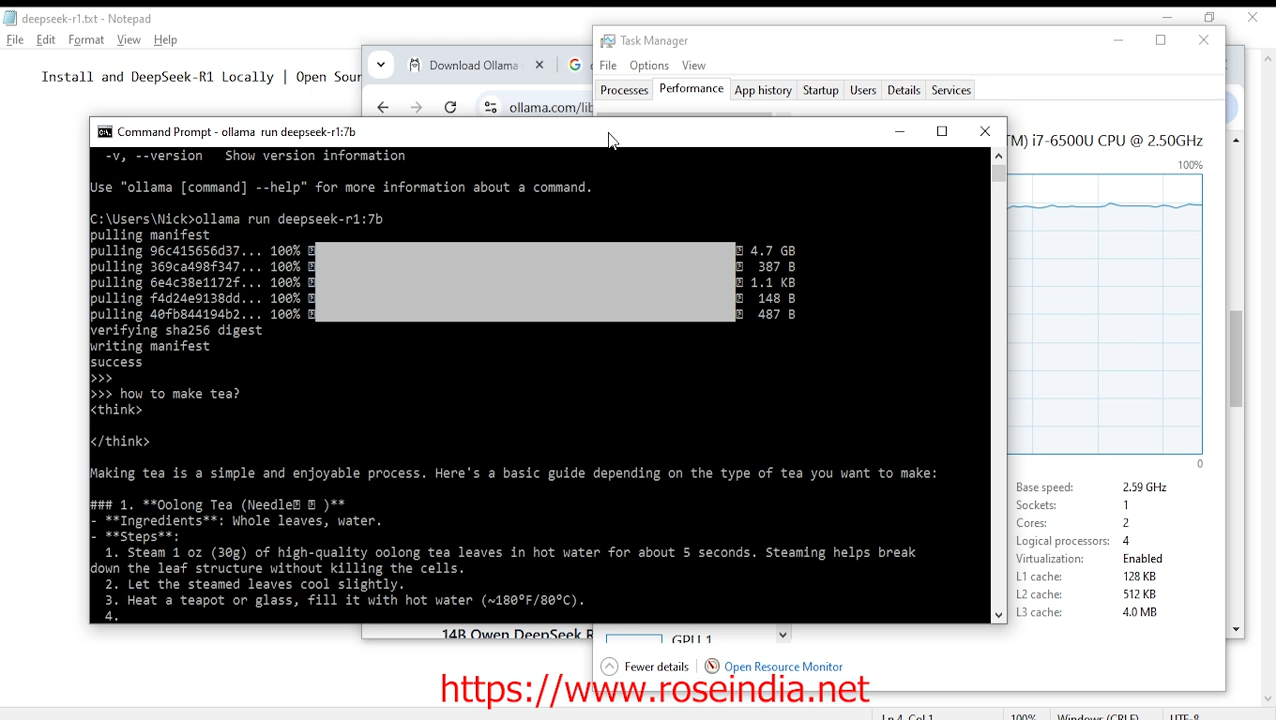 deepseek-r1.txt - Notepad
File Edit Format View Help
Install and DeepSeek-R1 Locally | Open Sour
Download Ollama
ollama.com/lib
Task Manager
File Options View
Processes Performance App history Startup Users Details Services
i7-6500U CPU @ 2.50GHz
100%
Command Prompt - ollama run deepseek-r1:7b
-v, --version Show version information
Use "ollama [command] --help" for more information about a command.
C:\Users\Nick>ollama run deepseek-r1:7b
pulling manifest
pulling 96c415656d37... 100% 4.7 GB
pulling 369ca498f347... 100% 387 B
pulling 6e4c38e1172f... 100% 1.1 KB
pulling f4d24e9138dd... 100% 148 B
pulling 40fb844194b2... 100% 487 B
verifying sha256 digest
writing manifest
success
>>>
>>> how to make tea?
<think>
</think>
Making tea is a simple and enjoyable process. Here's a basic guide depending on the type of tea you want to make:
### 1. **Oolong Tea (Needle )**
- **Ingredients**: Whole leaves, water.
- **Steps**:
1. Steam 1 oz (30g) of high-quality oolong tea leaves in hot water for about 5 seconds. Steaming helps break
down the leaf structure without killing the cells.
2. Let the steamed leaves cool slightly.
3. Heat a teapot or glass, fill it with hot water (~180°F/80°C).
4.
0
Base speed: 2.59 GHz
Sockets: 1
Cores: 2
Logical processors: 4
Virtualization: Enabled
L1 cache: 128 KB
L2 cache: 512 KB
L3 cache: 4.0 MB
14B Qwen DeepSeek R
GPU 1
Fewer details Open Resource Monitor
https://www.roseindia.net
Ln 4, Col 1 100% Windows (CRLF) UTF-8